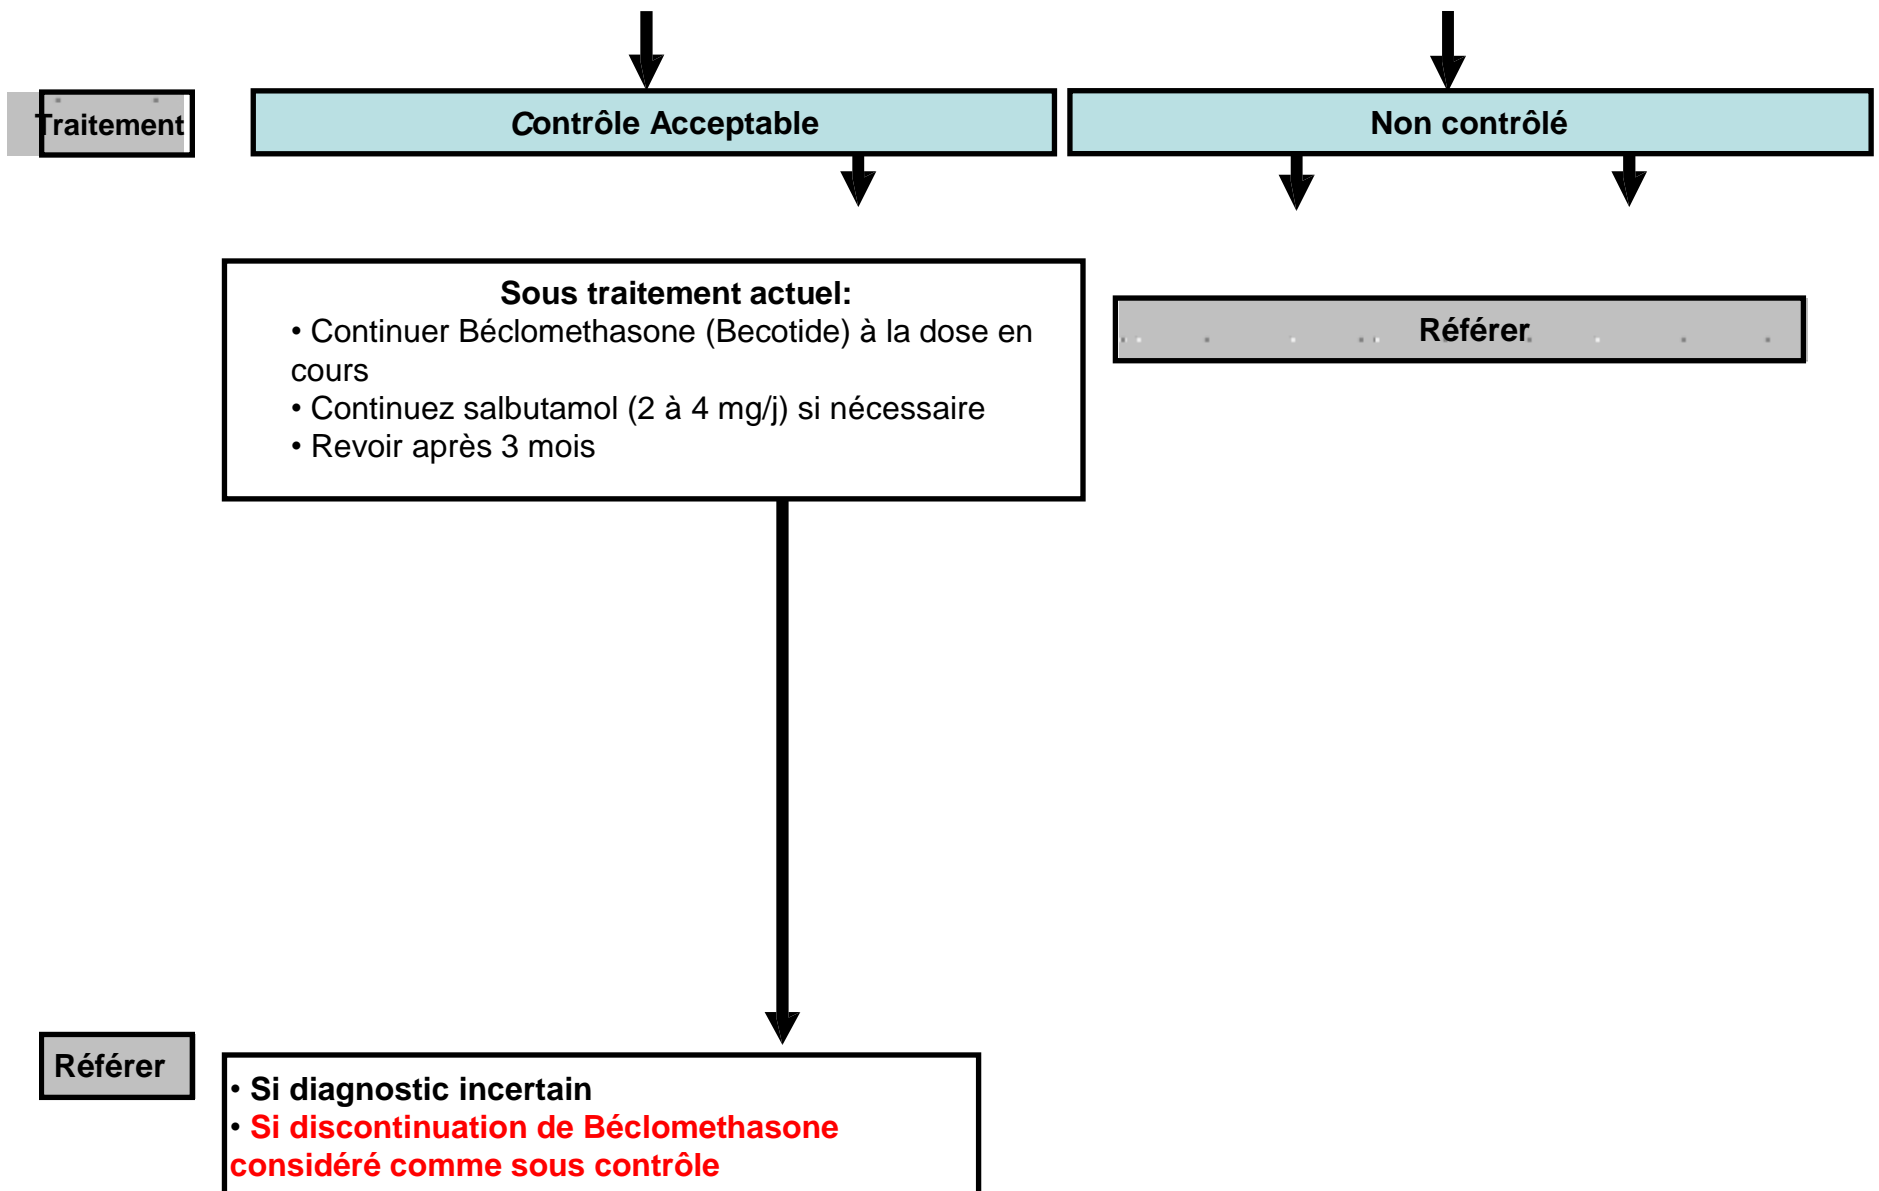 Traitement
Contrôle Acceptable
Non contrôlé
Sous traitement actuel:
• Continuer Béclomethasone (Becotide) à la dose en
cours
• Continuez salbutamol (2 à 4 mg/j) si nécessaire
• Revoir après 3 mois
Référer
Référer
• Si diagnostic incertain
• Si discontinuation de Béclomethasone
considéré comme sous contrôle